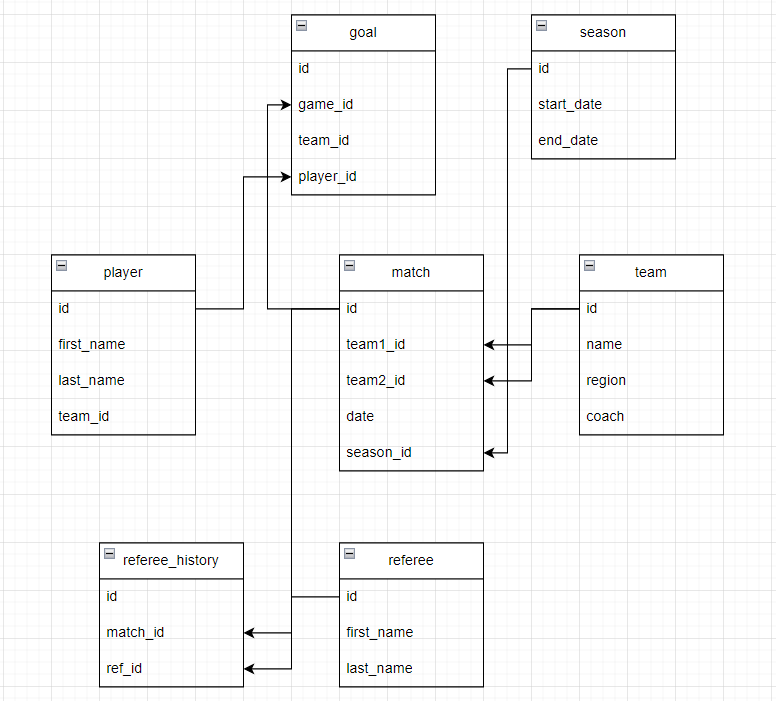 goal
id
game_id
team_id
player_id
season
id
start_date
end_date
player
id
first_name
last_name
team_id
match
id
team1_id
team2_id
date
season_id
team
id
name
region
coach
referee_history
id
match_id
ref_id
referee
id
first_name
last_name